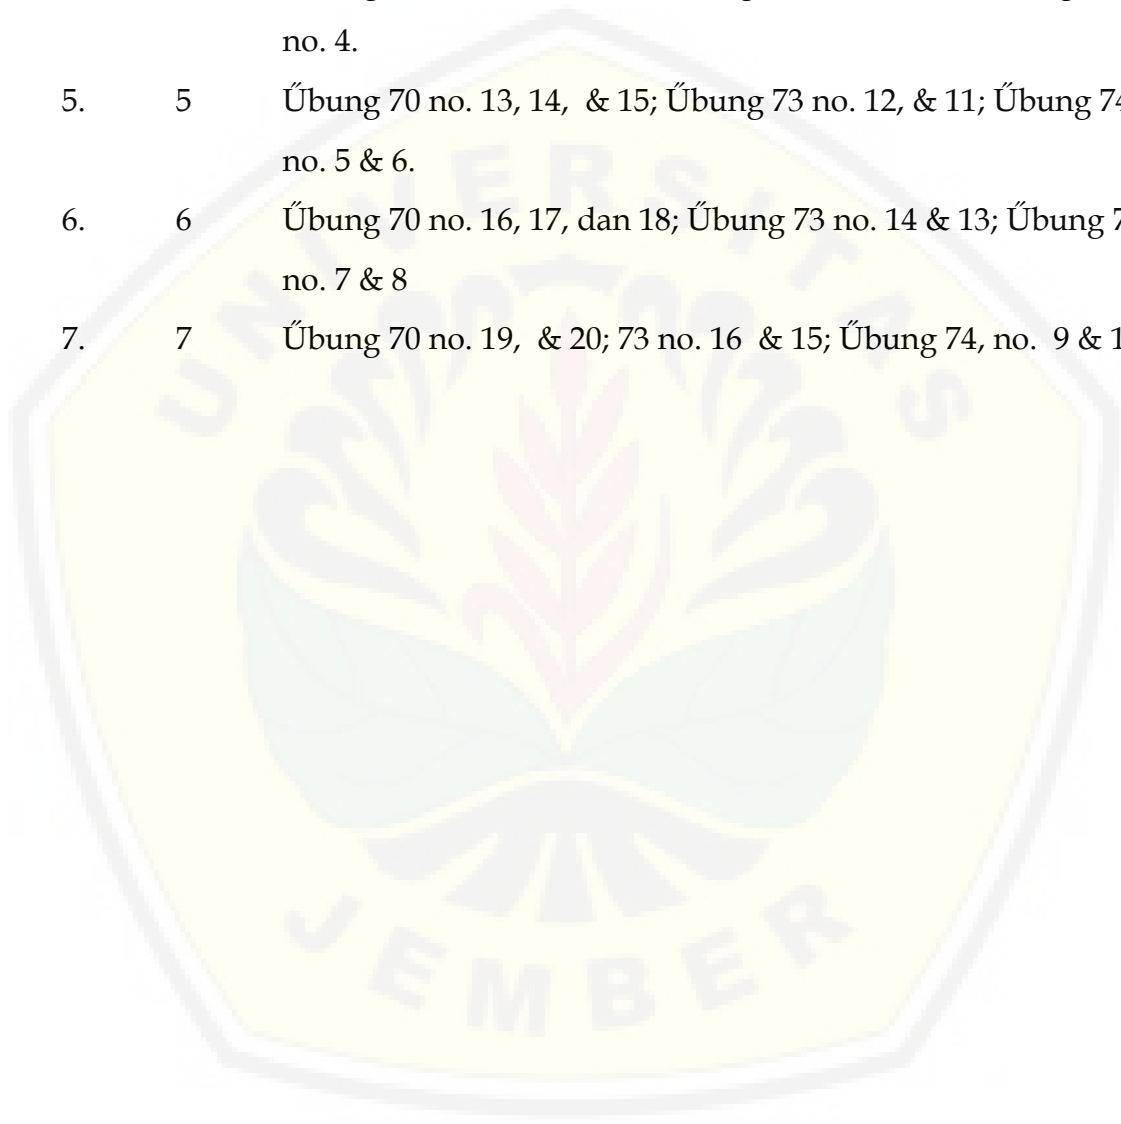 no. 4.
5. 5 Űbung 70 no. 13, 14, & 15; Űbung 73 no. 12, & 11; Űbung 74
no. 5 & 6.
6. 6 Űbung 70 no. 16, 17, dan 18; Űbung 73 no. 14 & 13; Űbung
no. 7 & 8
7. 7 Űbung 70 no. 19, & 20; 73 no. 16 & 15; Űbung 74, no. 9 &
UNIVERSITAS
JEMBER